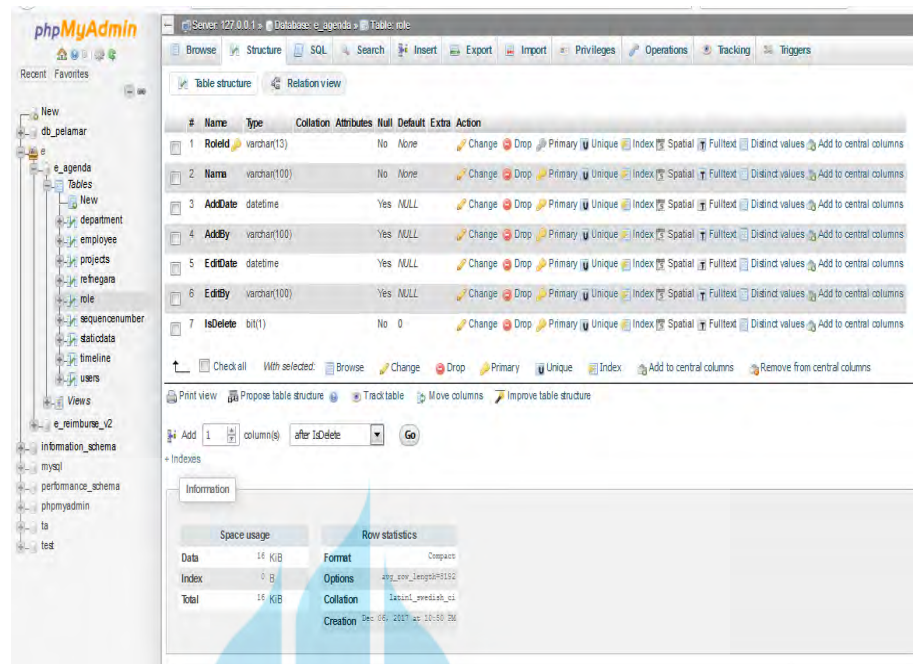 phpMyAdmin
Recent Favorites
New
db_pelamar
e
e_agenda
Tables
New
department
employee
projects
refnegara
role
sequencenumber
staticdata
timeline
users
Views
e_reimburse_v2
information_schema
mysql
performance_schema
phpmyadmin
ta
test
Server: 127.0.0.1 » Database: e_agenda » Table: role
Browse Structure SQL Search Insert Export Import Privileges Operations Tracking Triggers
Table structure Relation view
# Name Type Collation Attributes Null Default Extra Action
1 RoleId varchar(13) No None Change Drop Primary Unique Index Spatial Fulltext Distinct values Add to central columns
2 Nama varchar(100) No None Change Drop Primary Unique Index Spatial Fulltext Distinct values Add to central columns
3 AddDate datetime Yes NULL Change Drop Primary Unique Index Spatial Fulltext Distinct values Add to central columns
4 AddBy varchar(100) Yes NULL Change Drop Primary Unique Index Spatial Fulltext Distinct values Add to central columns
5 EditDate datetime Yes NULL Change Drop Primary Unique Index Spatial Fulltext Distinct values Add to central columns
6 EditBy varchar(100) Yes NULL Change Drop Primary Unique Index Spatial Fulltext Distinct values Add to central columns
7 IsDelete bit(1) No 0 Change Drop Primary Unique Index Spatial Fulltext Distinct values Add to central columns
Check all With selected: Browse Change Drop Primary Unique Index Add to central columns Remove from central columns
Print view Propose table structure Track table Move columns Improve table structure
Add 1 column(s) after IsDelete Go
+ Indexes
Information
Space usage
Data 16 KiB
Index 0 B
Total 16 KiB
Row statistics
Format Compact
Options avg_row_length=8192
Collation latin1_swedish_ci
Creation Dec 06, 2017 at 10:50 PM